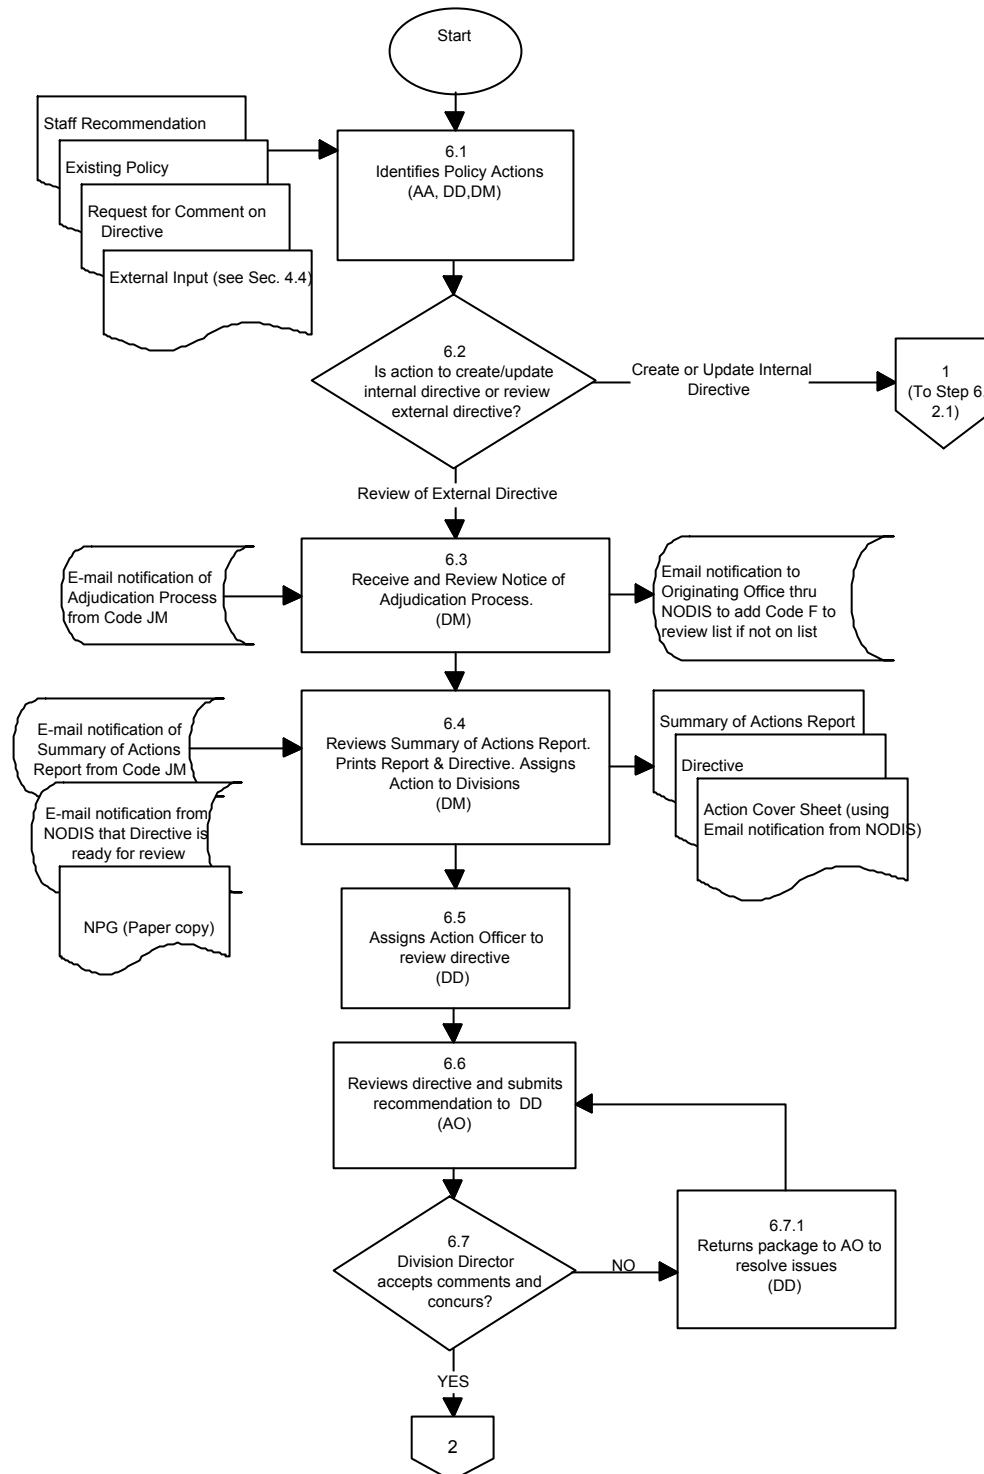 Start
Staff Recommendation
Existing Policy
Request for Comment on
Directive
External Input (see Sec. 4.4)
6.1
Identifies Policy Actions
(AA, DD,DM)
6.2
Is action to create/update
internal directive or review
external directive?
Create or Update Internal
Directive
1
(To Step 6.
2.1)
Review of External Directive
E-mail notification of
Adjudication Process
from Code JM
6.3
Receive and Review Notice of
Adjudication Process.
(DM)
Email notification to
Originating Office thru
NODIS to add Code F to
review list if not on list
E-mail notification of
Summary of Actions
Report from Code JM
E-mail notification from
NODIS that Directive is
ready for review
NPG (Paper copy)
6.4
Reviews Summary of Actions Report.
Prints Report & Directive. Assigns
Action to Divisions
(DM)
Summary of Actions Report
Directive
Action Cover Sheet (using
Email notification from NODIS)
6.5
Assigns Action Officer to
review directive
(DD)
6.6
Reviews directive and submits
recommendation to DD
(AO)
6.7
Division Director
accepts comments and
concurs?
NO
6.7.1
Returns package to AO to
resolve issues
(DD)
YES
2